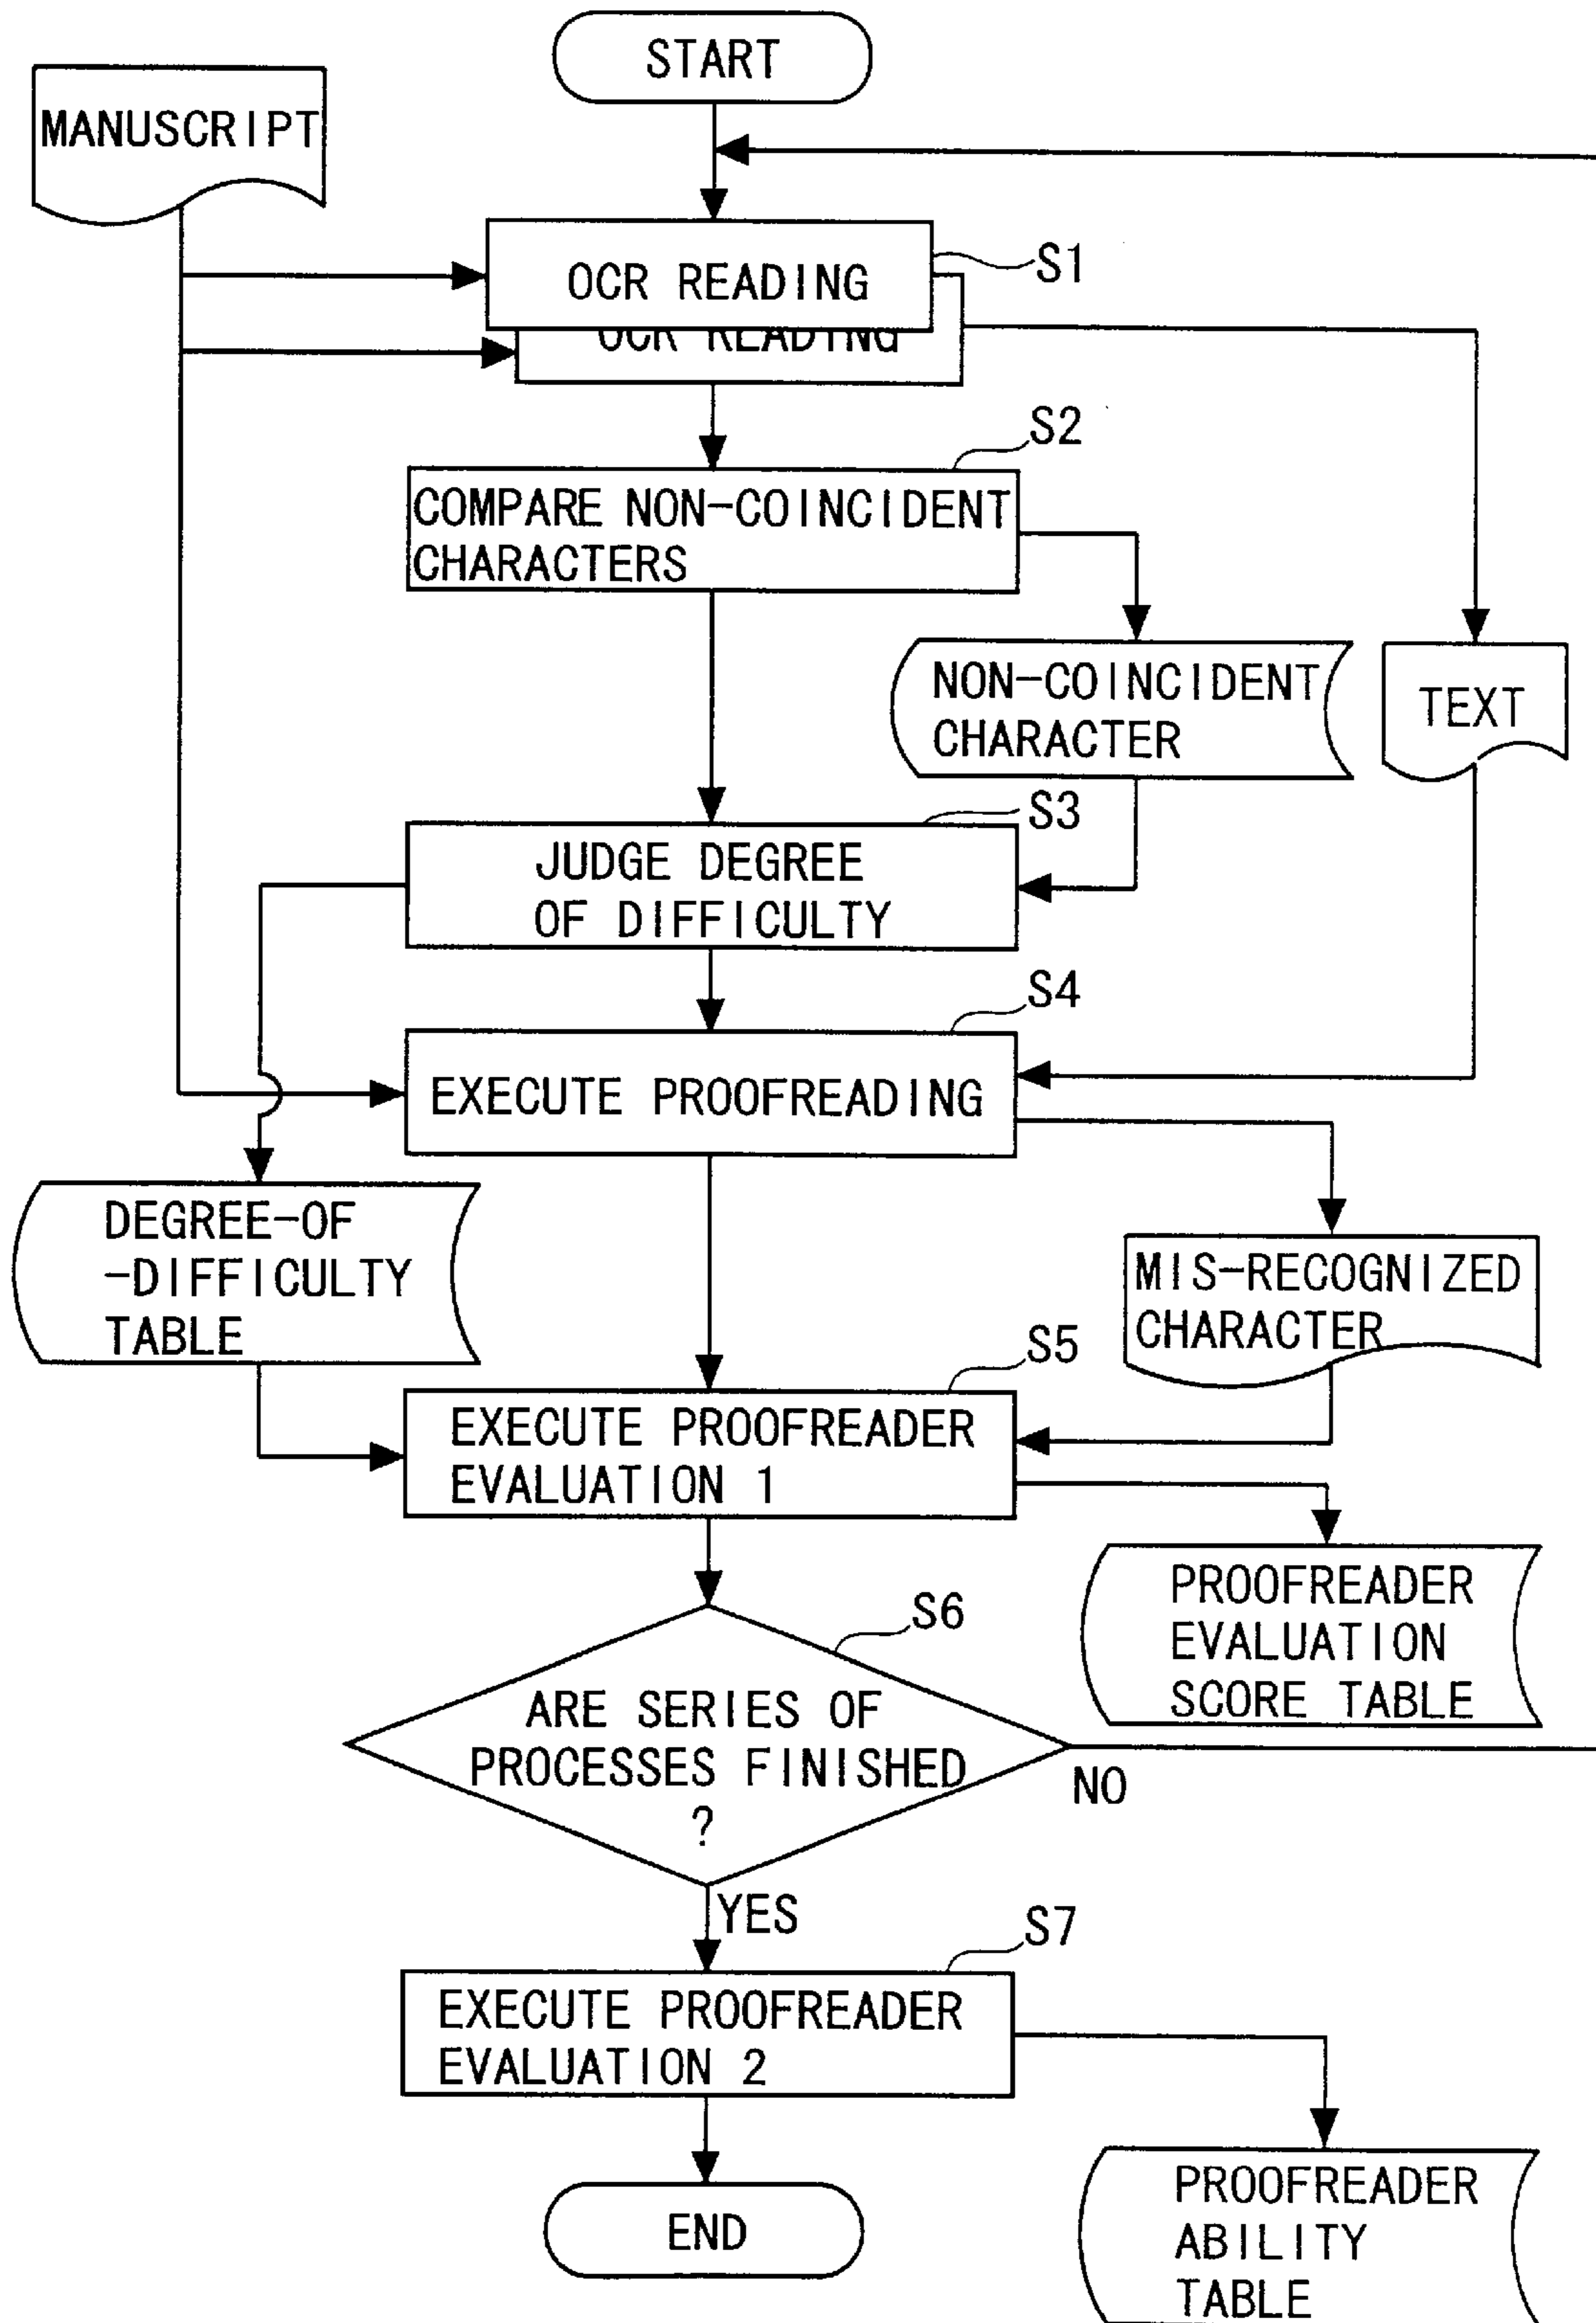 START
MANUSCRIPT
OCR READING
S1
OCR READING
S2
COMPARE NON-COINCIDENT
CHARACTERS
NON-COINCIDENT
CHARACTER
TEXT
S3
JUDGE DEGREE
OF DIFFICULTY
S4
EXECUTE PROOFREADING
DEGREE-OF
-DIFFICULTY
TABLE
MIS-RECOGNIZED
CHARACTER
S5
EXECUTE PROOFREADER
EVALUATION 1
PROOFREADER
EVALUATION
SCORE TABLE
S6
ARE SERIES OF
PROCESSES FINISHED
?
NO
YES
S7
EXECUTE PROOFREADER
EVALUATION 2
PROOFREADER
ABILITY
TABLE
END